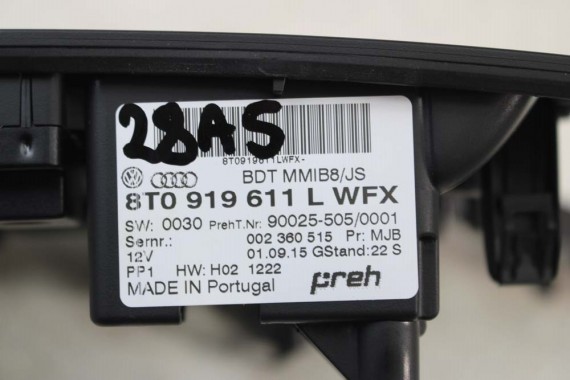 28AS
8T0919611LWFX-
BDT MMIB8/JS
8T0 919 611 L WFX
SW: 0030 PrehT.Nr: 90025-505/0001
Sernr.: 002 360 515 Pr: MJB
12V 01.09.15 GStand: 22 S
PP1 HW: H02 1222
MADE IN Portugal preh